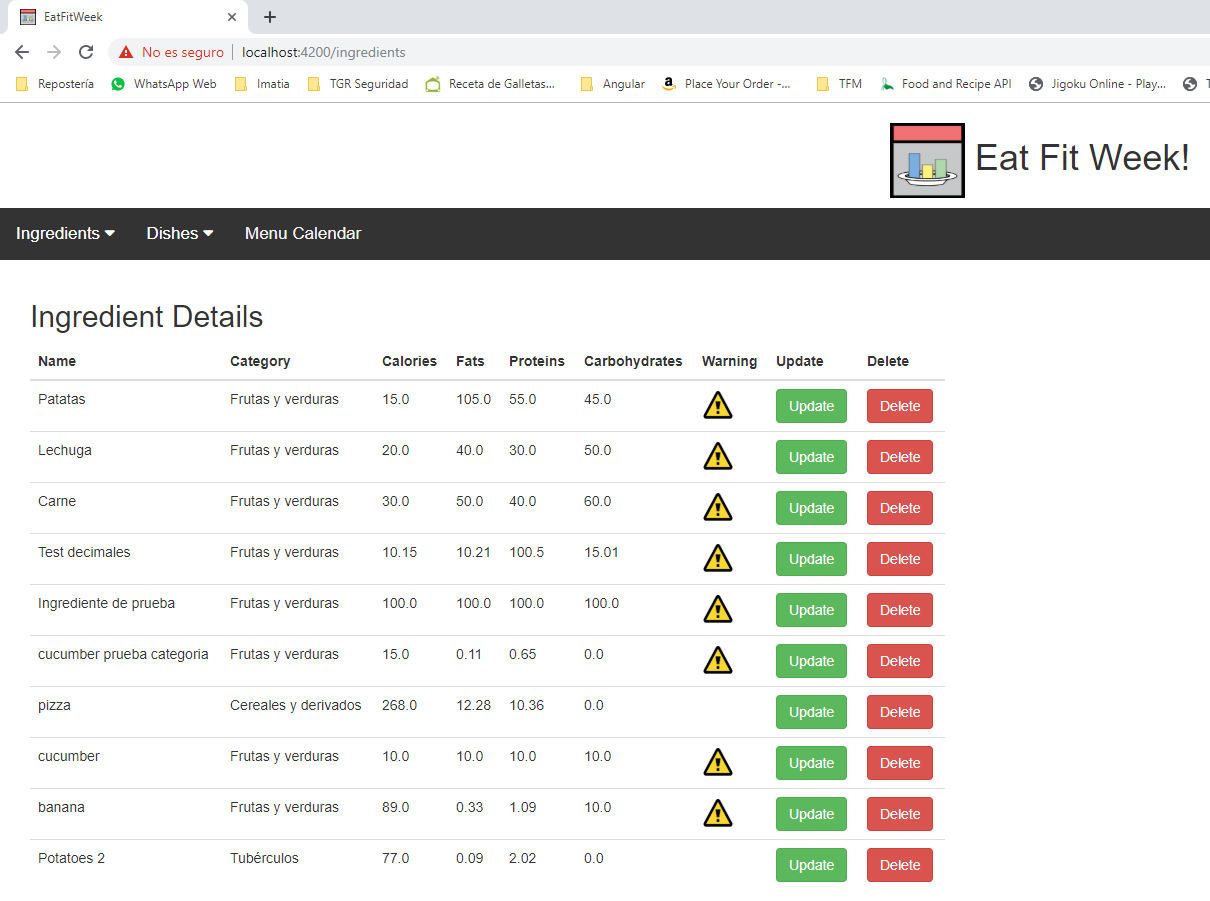 EatFitWeek
No es seguro | localhost:4200/ingredients
Repostería WhatsApp Web Imatia TGR Seguridad Receta de Galletas... Angular Place Your Order -... TFM Food and Recipe API Jigoku Online - Play...
Eat Fit Week!
Ingredients Dishes Menu Calendar
Ingredient Details
Name Category Calories Fats Proteins Carbohydrates Warning Update Delete
Patatas Frutas y verduras 15.0 105.0 55.0 45.0 Update Delete
Lechuga Frutas y verduras 20.0 40.0 30.0 50.0 Update Delete
Carne Frutas y verduras 30.0 50.0 40.0 60.0 Update Delete
Test decimales Frutas y verduras 10.15 10.21 100.5 15.01 Update Delete
Ingrediente de prueba Frutas y verduras 100.0 100.0 100.0 100.0 Update Delete
cucumber prueba categoria Frutas y verduras 15.0 0.11 0.65 0.0 Update Delete
pizza Cereales y derivados 268.0 12.28 10.36 0.0 Update Delete
cucumber Frutas y verduras 10.0 10.0 10.0 10.0 Update Delete
banana Frutas y verduras 89.0 0.33 1.09 10.0 Update Delete
Potatoes 2 Tubérculos 77.0 0.09 2.02 0.0 Update Delete